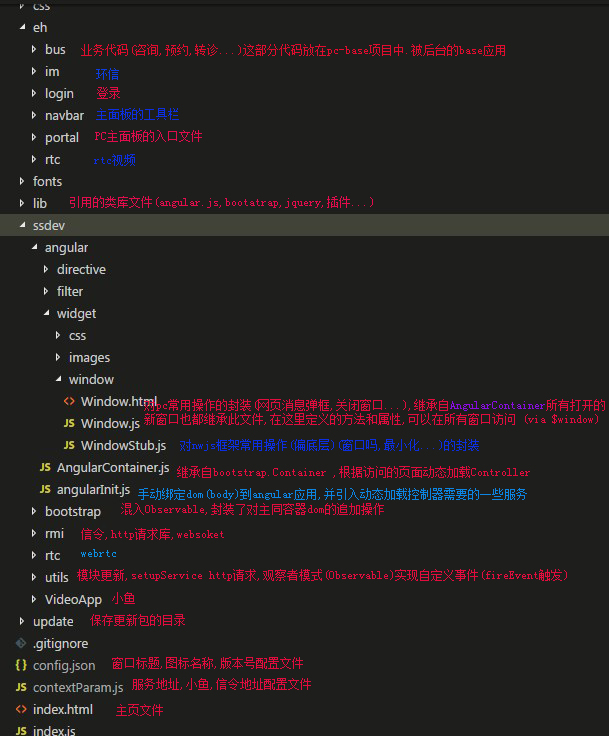 css
eh
bus 业务代码(咨询,预约,转诊...)这部分代码放在pc-base项目中.被后台的base应用
im 环信
login 登录
navbar 主面板的工具栏
portal PC主面板的入口文件
rtc rtc视频
fonts
lib 引用的类库文件(angular.js,bootatrap,jquery,插件...)
ssdev
angular
directive
filter
widget
css
images
window
Window.html 对pc常用操作的封装(网页消息弹框,关闭窗口...),继承自AngularContainer所有打开的
Window.js 新窗口也都继承此文件,在这里定义的方法和属性,可以在所有窗口访问 (via $window)
WindowStub.js 对nwjs框架常用操作(偏底层)(窗口吗,最小化...)的封装
AngularContainer.js 继承自bootstrap.Container ,根据访问的页面动态加载Controller
angularInit.js 手动绑定dom(body)到angular应用,并引入动态加载控制器需要的一些服务
bootstrap 混入Observable,封装了对主同容器dom的追加操作
rmi 信令,http请求库,websoket
rtc webrtc
utils 模块更新,setupService http请求,观察者模式(Observable)实现自定义事件(fireEvent触发)
VideoApp 小鱼
update 保存更新包的目录
.gitignore
config.json 窗口标题,图标名称,版本号配置文件
contextParam.js 服务地址,小鱼,信令地址配置文件
index.html 主页文件
index.js